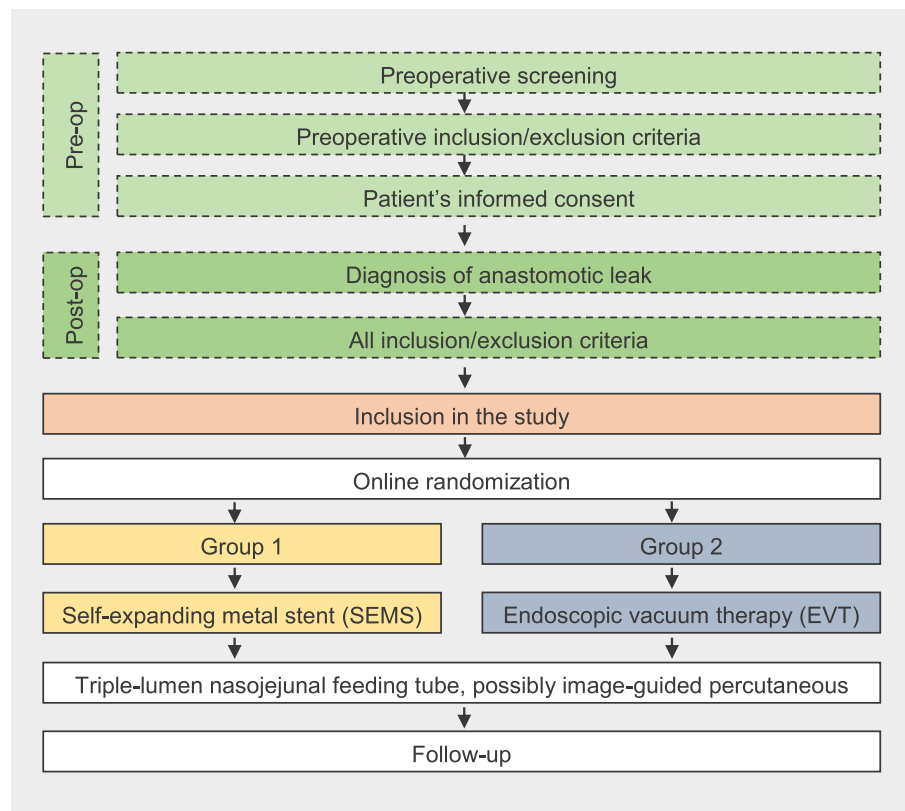 Pre-op
Preoperative screening
Preoperative inclusion/exclusion criteria
Patient's informed consent
Post-op
Diagnosis of anastomotic leak
All inclusion/exclusion criteria
Inclusion in the study
Online randomization
Group 1
Group 2
Self-expanding metal stent (SEMS)
Endoscopic vacuum therapy (EVT)
Triple-lumen nasojejunal feeding tube, possibly image-guided percutaneous
Follow-up